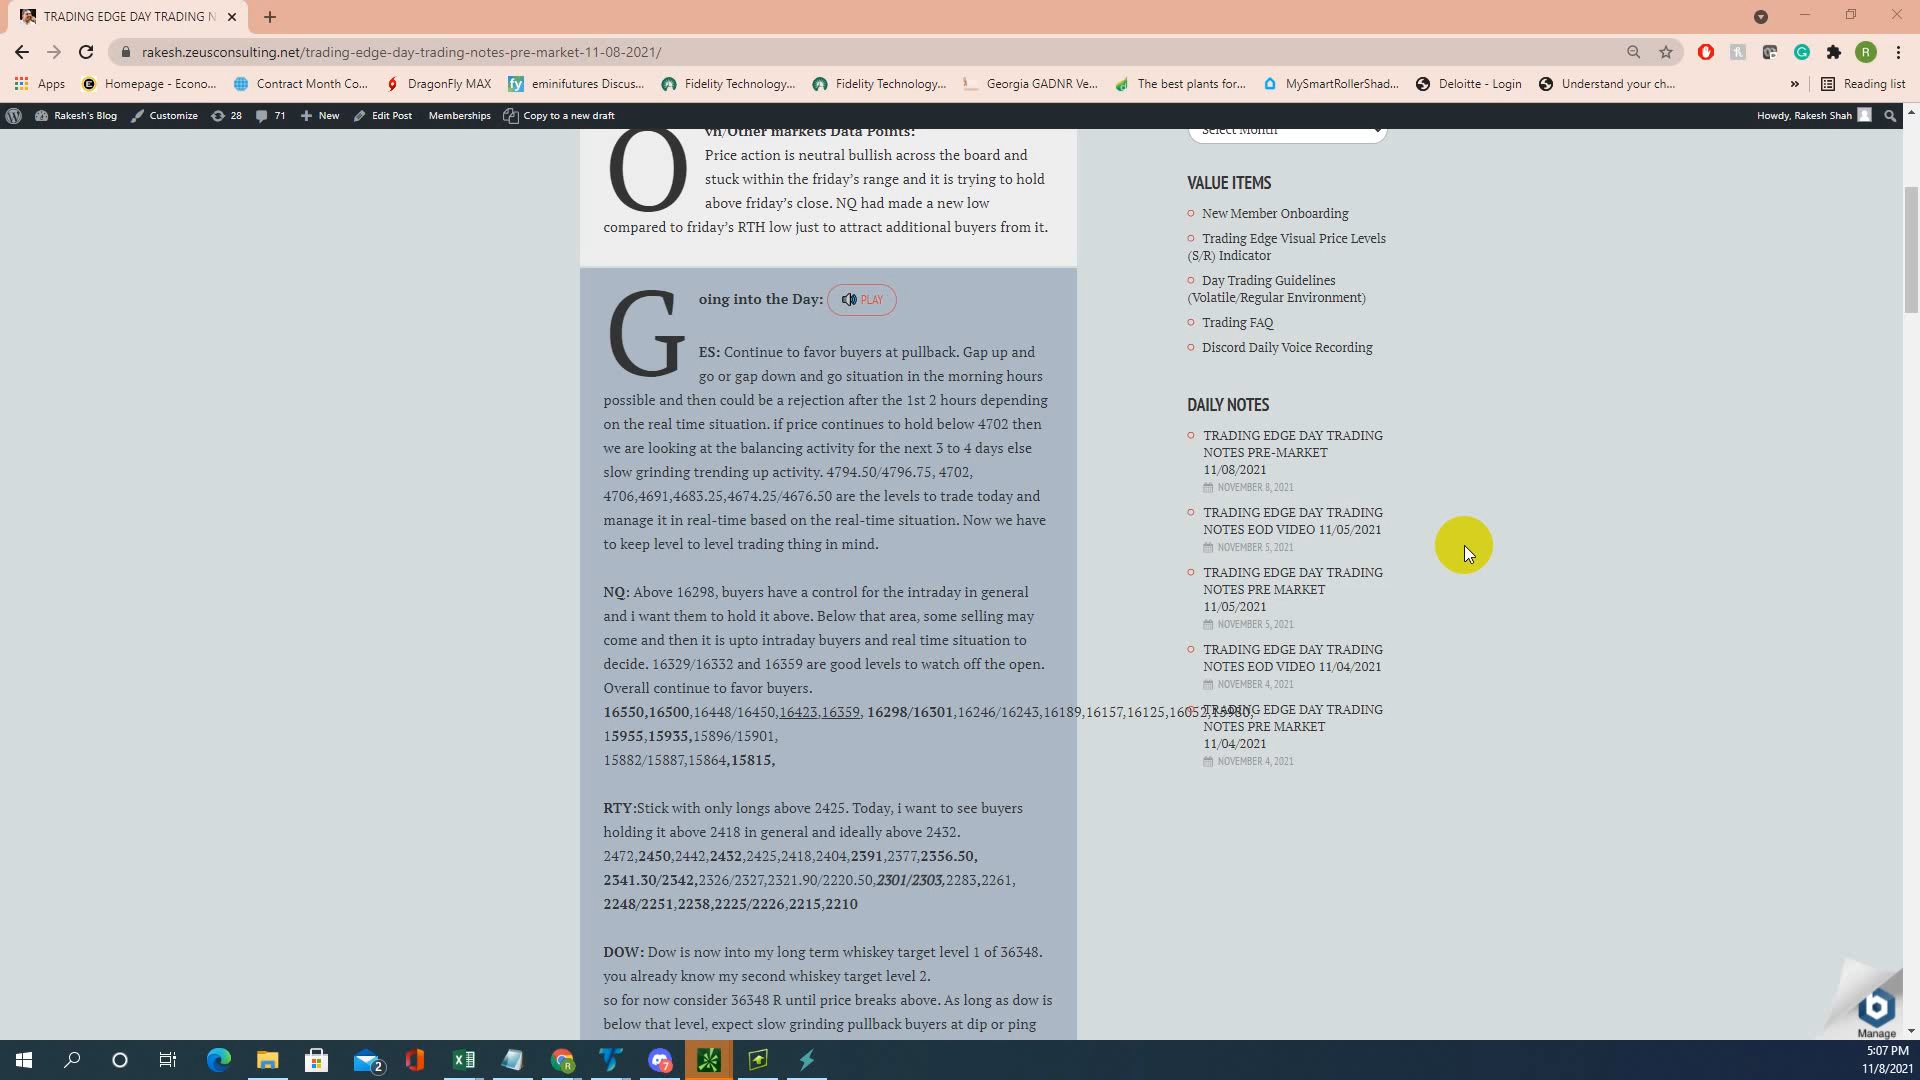 TRADING EDGE DAY TRADING N
rakesh.zeusconsulting.net/trading-edge-day-trading-notes-pre-market-11-08-2021/
Apps
Homepage - Econo...
Contract Month Co...
DragonFly MAX
eminifutures Discus...
Fidelity Technology...
Fidelity Technology...
Georgia GADNR Ve...
The best plants for...
MySmartRollerShad...
Deloitte - Login
Understand your ch...
»
Reading list
Rakesh's Blog
Customize
28
71
New
Edit Post
Memberships
Copy to a new draft
Howdy, Rakesh Shah
Ovn/Other markets Data Points:
Price action is neutral bullish across the board and
stuck within the friday's range and it is trying to hold
above friday's close. NQ had made a new low
compared to friday's RTH low just to attract additional buyers from it.
Going into the Day: PLAY
ES: Continue to favor buyers at pullback. Gap up and
go or gap down and go situation in the morning hours
possible and then could be a rejection after the 1st 2 hours depending
on the real time situation. if price continues to hold below 4702 then
we are looking at the balancing activity for the next 3 to 4 days else
slow grinding trending up activity. 4794.50/4796.75, 4702,
4706,4691,4683.25,4674.25/4676.50 are the levels to trade today and
manage it in real-time based on the real-time situation. Now we have
to keep level to level trading thing in mind.
NQ: Above 16298, buyers have a control for the intraday in general
and i want them to hold it above. Below that area, some selling may
come and then it is upto intraday buyers and real time situation to
decide. 16329/16332 and 16359 are good levels to watch off the open.
Overall continue to favor buyers.
16550,16500,16448/16450,16423,16359, 16298/16301,16246/16243,16189,16157,16125,16052,15980,
15955,15935,15896/15901,
15882/15887,15864,15815,
RTY:Stick with only longs above 2425. Today, i want to see buyers
holding it above 2418 in general and ideally above 2432.
2472,2450,2442,2432,2425,2418,2404,2391,2377,2356.50,
2341.30/2342,2326/2327,2321.90/2220.50,2301/2303,2283,2261,
2248/2251,2238,2225/2226,2215,2210
DOW: Dow is now into my long term whiskey target level 1 of 36348.
you already know my second whiskey target level 2.
so for now consider 36348 R until price breaks above. As long as dow is
below that level, expect slow grinding pullback buyers at dip or ping
Select Month
VALUE ITEMS
New Member Onboarding
Trading Edge Visual Price Levels
(S/R) Indicator
Day Trading Guidelines
(Volatile/Regular Environment)
Trading FAQ
Discord Daily Voice Recording
DAILY NOTES
TRADING EDGE DAY TRADING
NOTES PRE-MARKET
11/08/2021
NOVEMBER 8, 2021
TRADING EDGE DAY TRADING
NOTES EOD VIDEO 11/05/2021
NOVEMBER 5, 2021
TRADING EDGE DAY TRADING
NOTES PRE MARKET
11/05/2021
NOVEMBER 5, 2021
TRADING EDGE DAY TRADING
NOTES EOD VIDEO 11/04/2021
NOVEMBER 4, 2021
TRADING EDGE DAY TRADING
NOTES PRE MARKET
11/04/2021
NOVEMBER 4, 2021
Manage
2
7
5:07 PM
11/8/2021